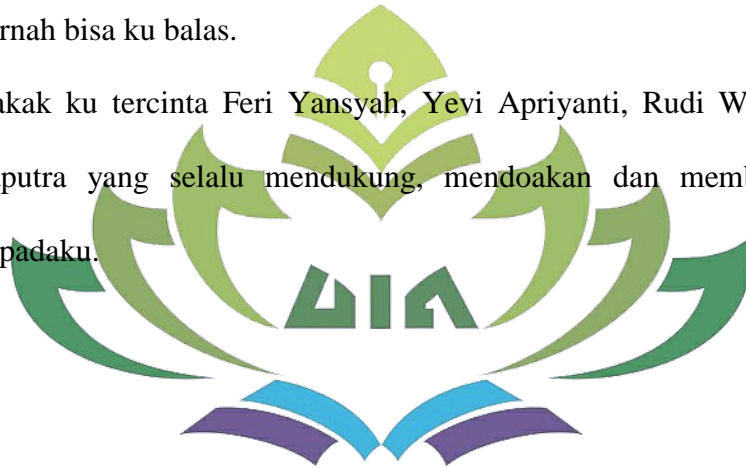 rnah bisa ku balas.
akak ku tercinta Feri Yansyah, Yevi Apriyanti, Rudi W
putra yang selalu mendukung, mendoakan dan memb
padaku.
UIN